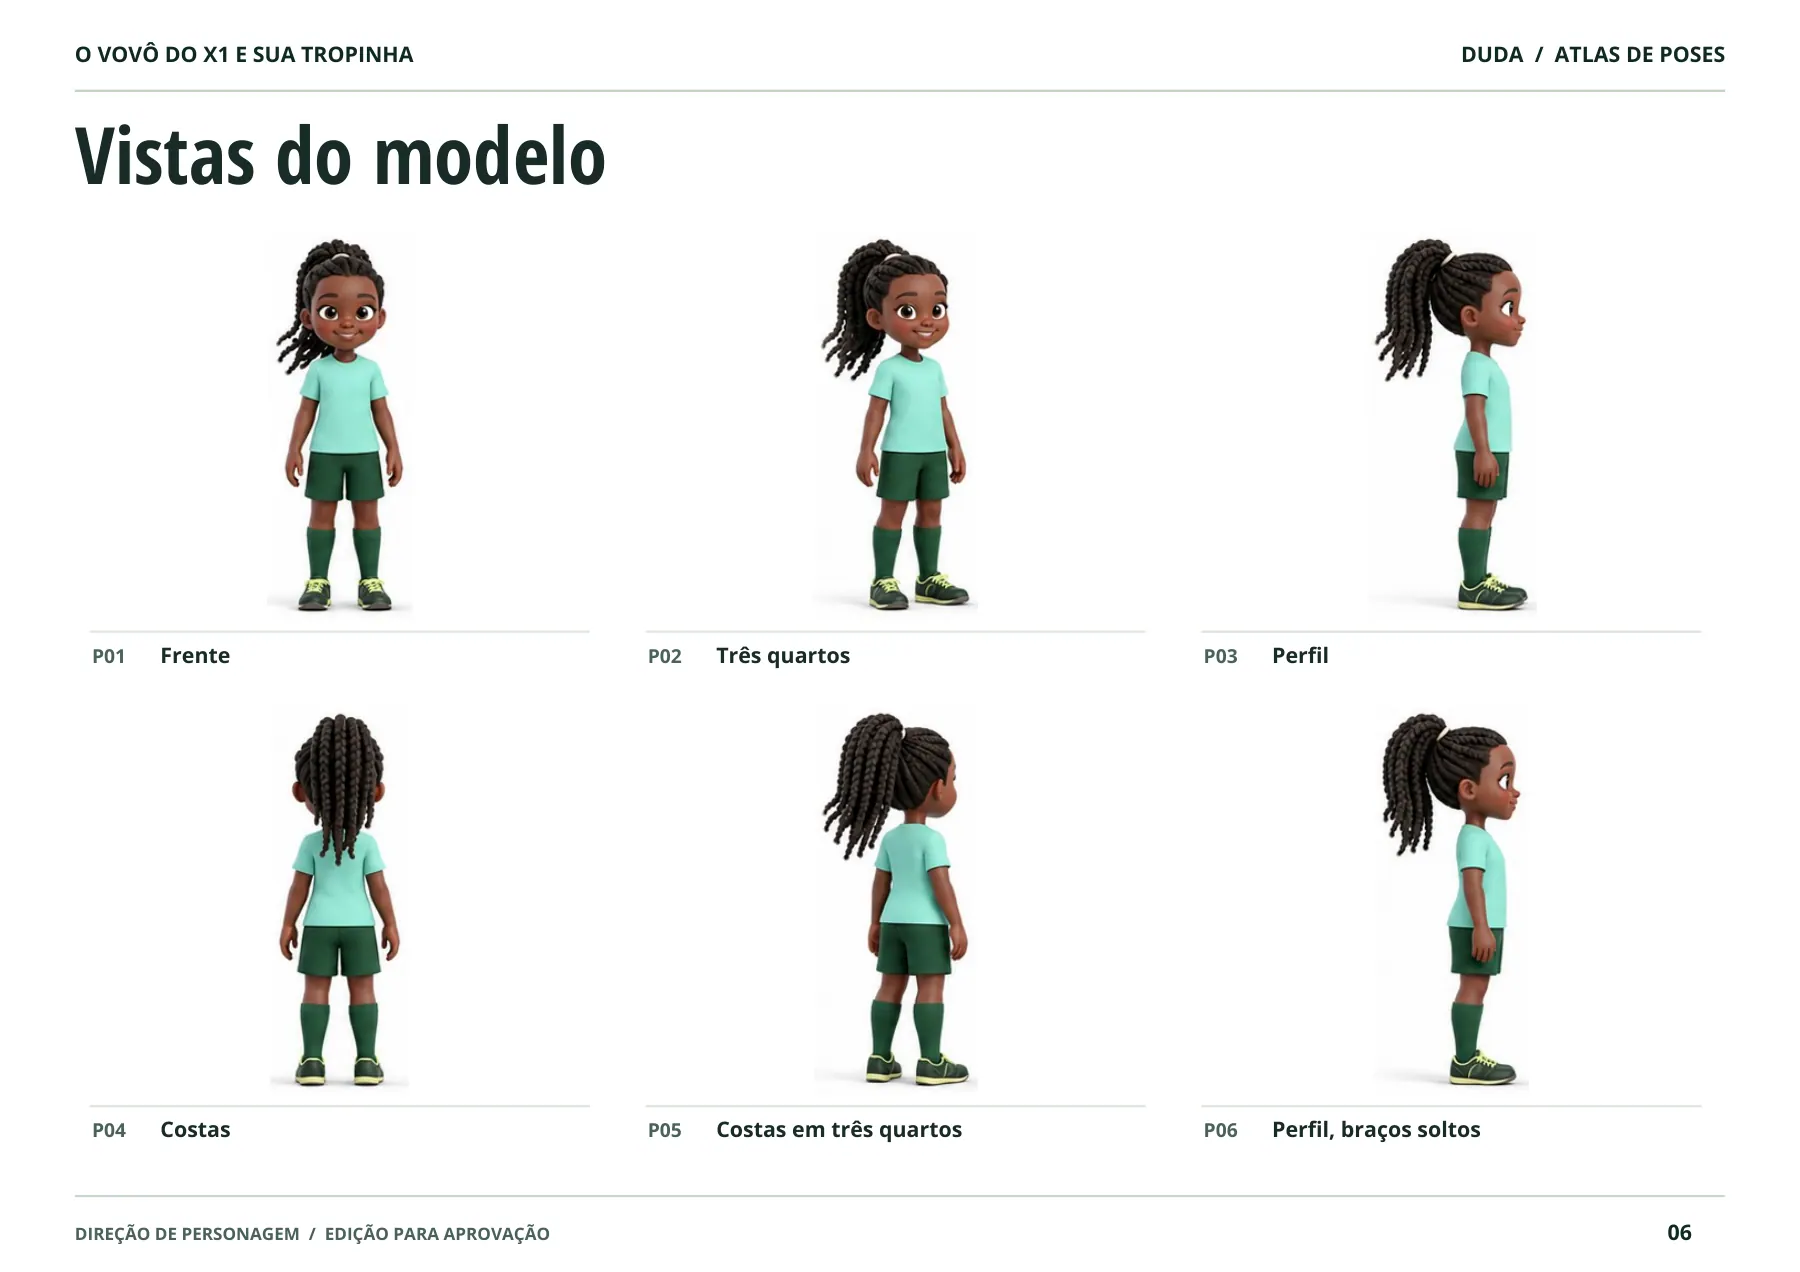 O VOVÔ DO X1 E SUA TROPINHA
DUDA / ATLAS DE POSES
Vistas do modelo
P01 Frente
P02 Três quartos
P03 Perfil
P04 Costas
P05 Costas em três quartos
P06 Perfil, braços soltos
DIREÇÃO DE PERSONAGEM / EDIÇÃO PARA APROVAÇÃO
06